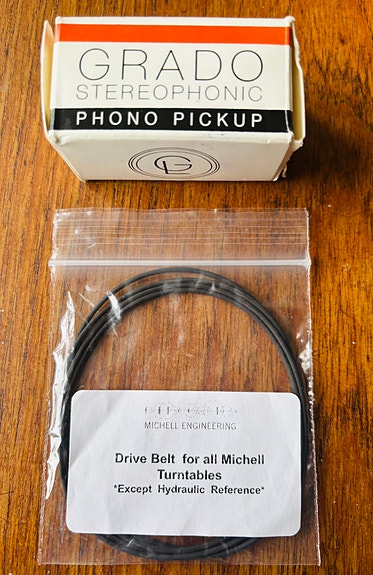 GRADO
STEREOPHONIC
PHONO PICKUP
MICHELL ENGINEERING
Drive Belt for all Michell
Turntables
*Except Hydraulic Reference*